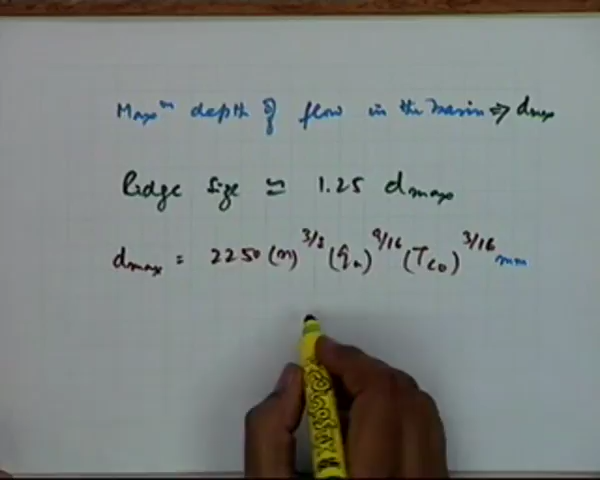 Maxᵐ depth of flow in the basin ⇒ dmax
Ridge size ≃ 1.25 dmax
dmax = 2250 (n)^3/8 (qu)^9/16 (Tco)^3/16 mm